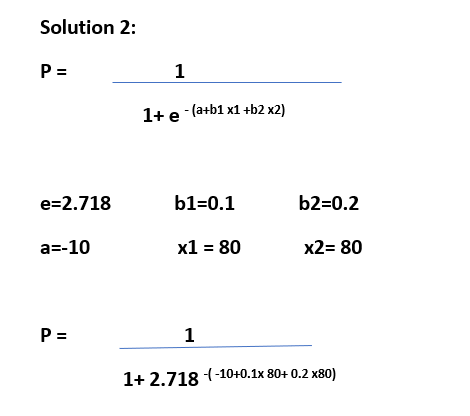 Solution 2:
P = 1
1+ e - (a+b1 x1 +b2 x2)
e=2.718 b1=0.1 b2=0.2
a=-10 x1 = 80 x2= 80
P = 1
1+ 2.718 -( -10+0.1x 80+ 0.2 x80)